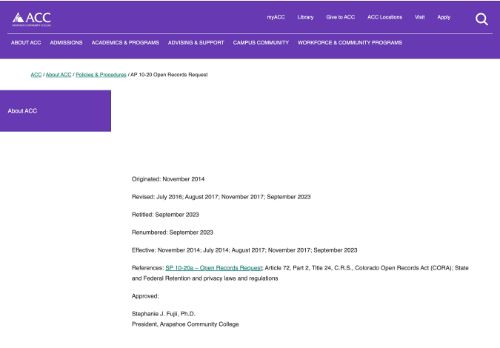 ACC
ARAPAHOE COMMUNITY COLLEGE
myACC Library Give to ACC ACC Locations Visit Apply
ABOUT ACC ADMISSIONS ACADEMICS & PROGRAMS ADVISING & SUPPORT CAMPUS COMMUNITY WORKFORCE & COMMUNITY PROGRAMS
ACC / About ACC / Policies & Procedures / AP 10-20 Open Records Request
About ACC
Originated: November 2014
Revised: July 2016; August 2017; November 2017; September 2023
Retitled: September 2023
Renumbered: September 2023
Effective: November 2014; July 2014; August 2017; November 2017; September 2023
References: SP 10-20s – Open Records Request; Article 72, Part 2, Title 24, C.R.S., Colorado Open Records Act (CORA); State
and Federal Retention and privacy laws and regulations
Approved:
Stephanie J. Fujii, Ph.D.
President, Arapahoe Community College